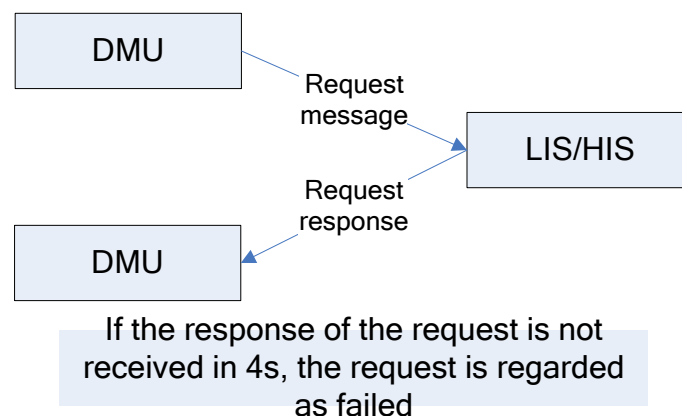 DMU
Request
message
LIS/HIS
Request
response
DMU
If the response of the request is not
received in 4s, the request is regarded
as failed